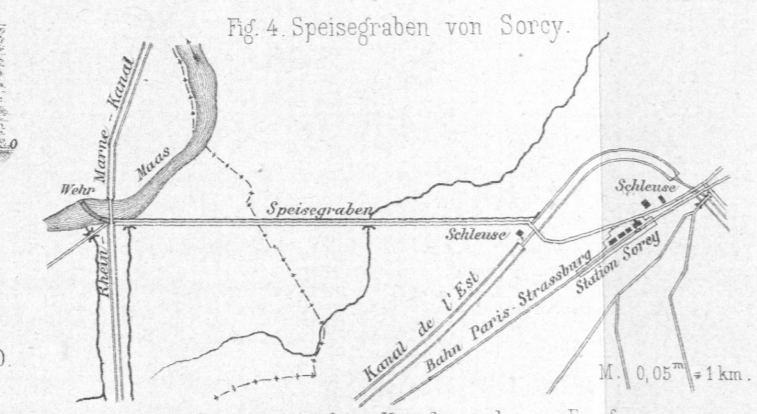 Fig. 4. Speisegraben von Sorcy.
Rhein - Marne - Kanal
Maas
Wehr
Speisegraben
Schleuse
Schleuse
Station Sorcy
Bahn Paris-Strassburg
Kanal de l'Est
M. 0,05m = 1 km.